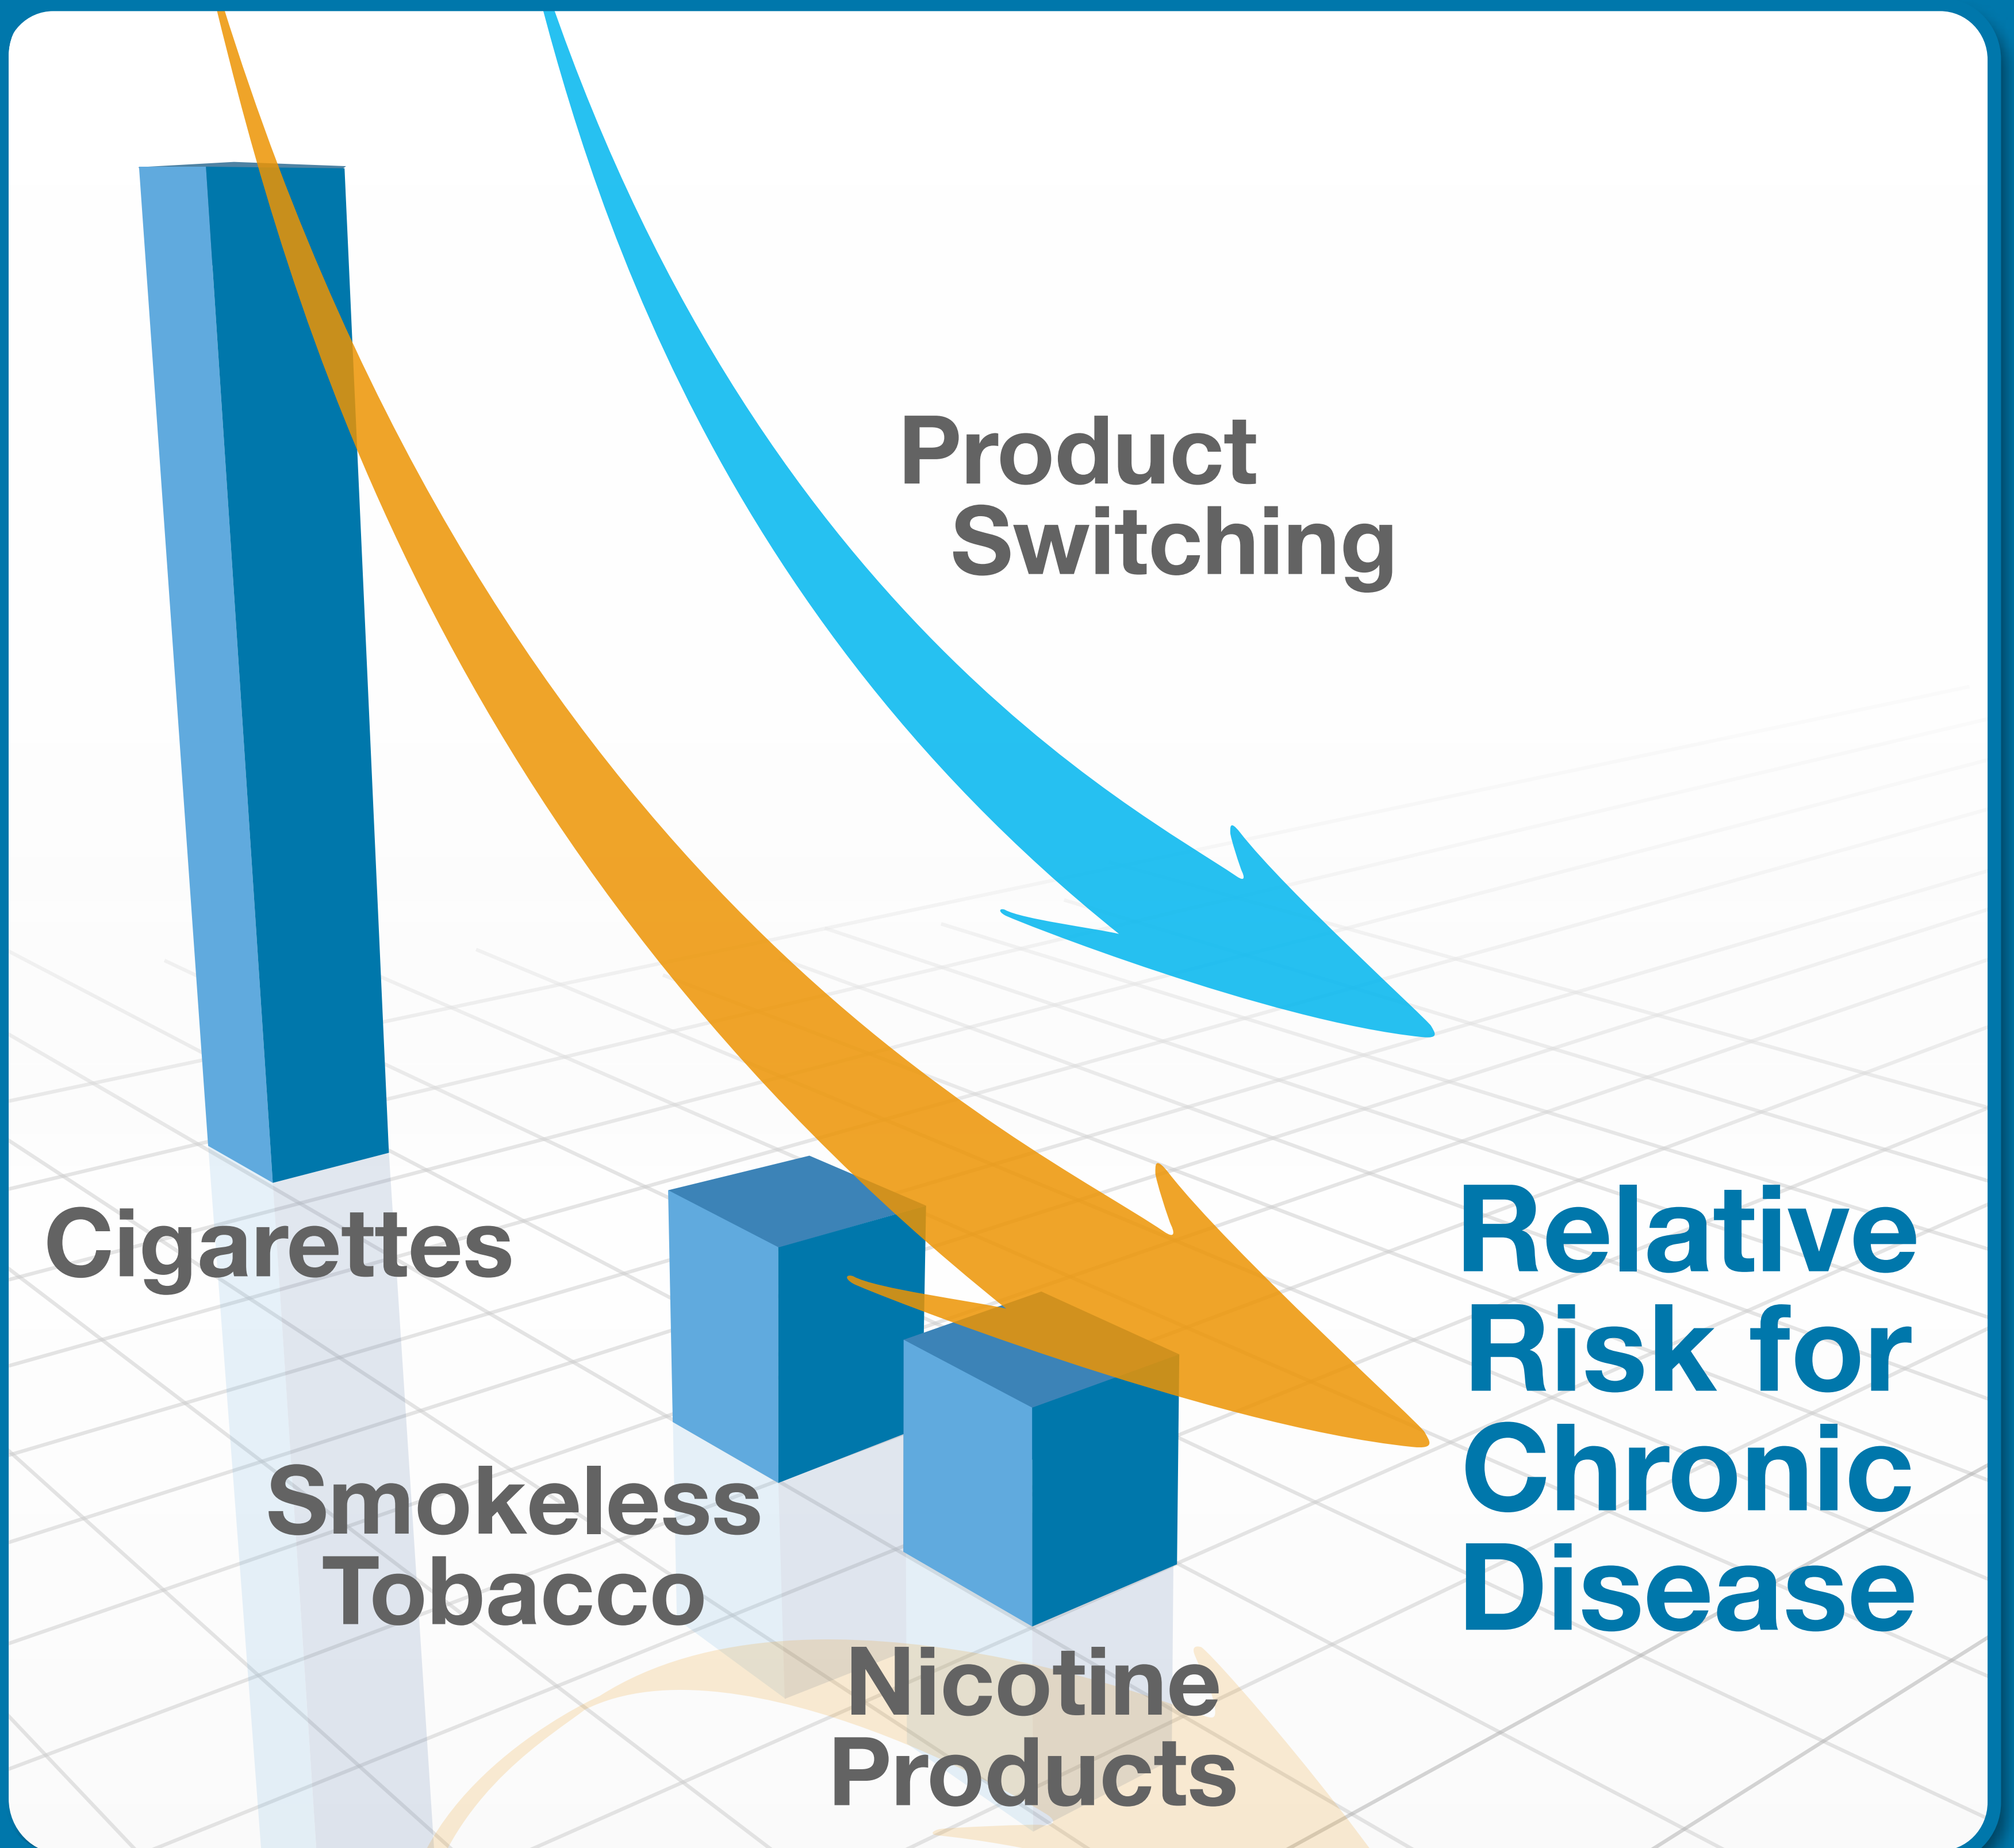 Product
Switching
Cigarettes
Smokeless
Tobacco
Nicotine
Products
Relative
Risk for
Chronic
Disease